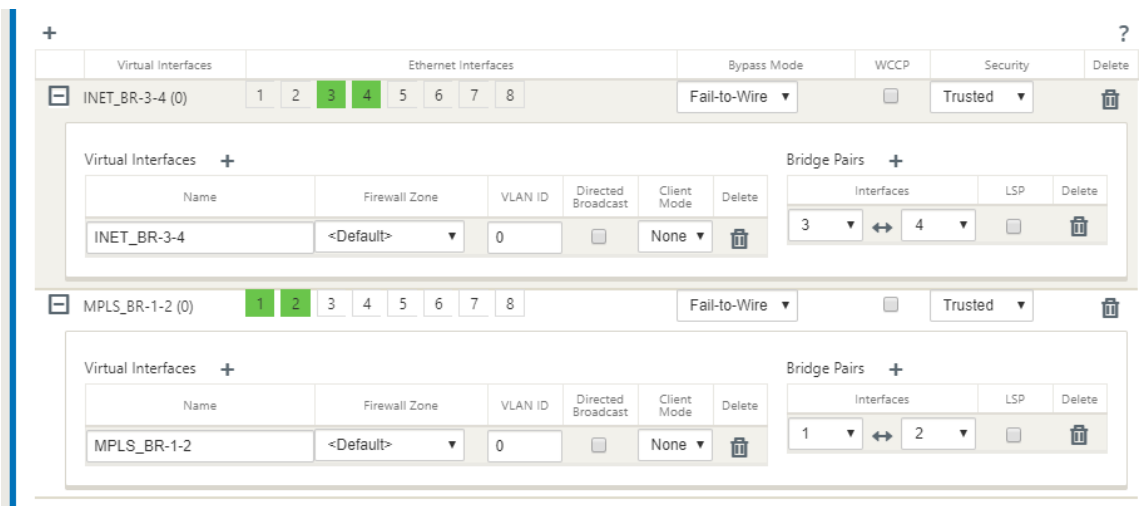 + ?
Virtual Interfaces Ethernet Interfaces Bypass Mode WCCP Security Delete
INET_BR-3-4 (0) 1 2 3 4 5 6 7 8 Fail-to-Wire Trusted
Virtual Interfaces + Bridge Pairs +
Name Firewall Zone VLAN ID Directed Broadcast Client Mode Delete Interfaces LSP Delete
INET_BR-3-4 <Default> 0 None 3 4
MPLS_BR-1-2 (0) 1 2 3 4 5 6 7 8 Fail-to-Wire Trusted
Virtual Interfaces + Bridge Pairs +
Name Firewall Zone VLAN ID Directed Broadcast Client Mode Delete Interfaces LSP Delete
MPLS_BR-1-2 <Default> 0 None 1 2